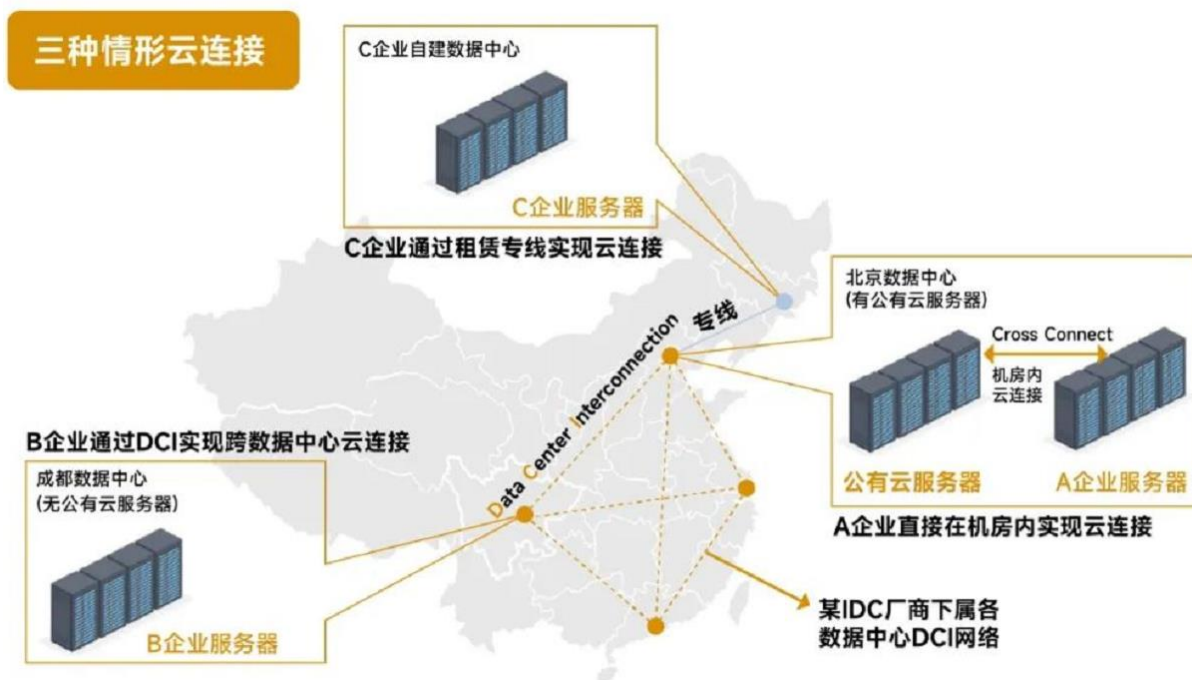 三种情形云连接
C企业自建数据中心
C企业服务器
C企业通过租赁专线实现云连接
北京数据中心
(有公有云服务器)
Cross Connect
机房内
云连接
公有云服务器
A企业服务器
A企业直接在机房内实现云连接
专线
Data Center Interconnection
B企业通过DCI实现跨数据中心云连接
成都数据中心
(无公有云服务器)
B企业服务器
某IDC厂商下属各
数据中心DCI网络